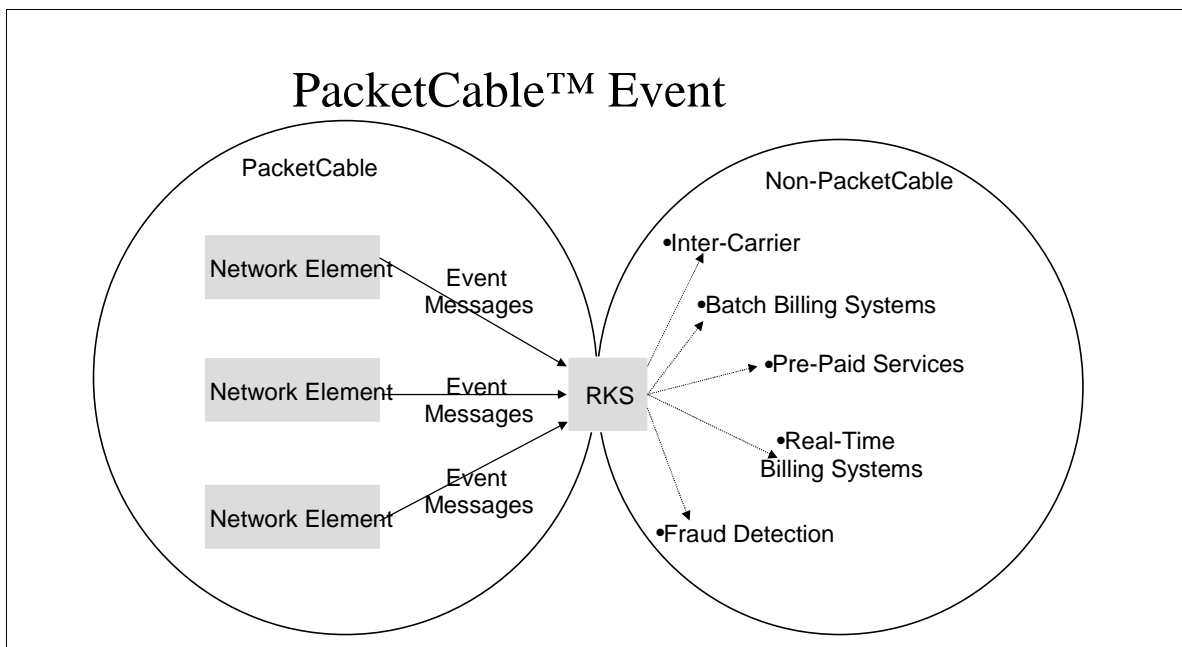 PacketCable™ Event
PacketCable
Non-PacketCable
Network Element
Event
Messages
Network Element
Event
Messages
Network Element
Event
Messages
RKS
•Inter-Carrier
•Batch Billing Systems
•Pre-Paid Services
•Real-Time
Billing Systems
•Fraud Detection